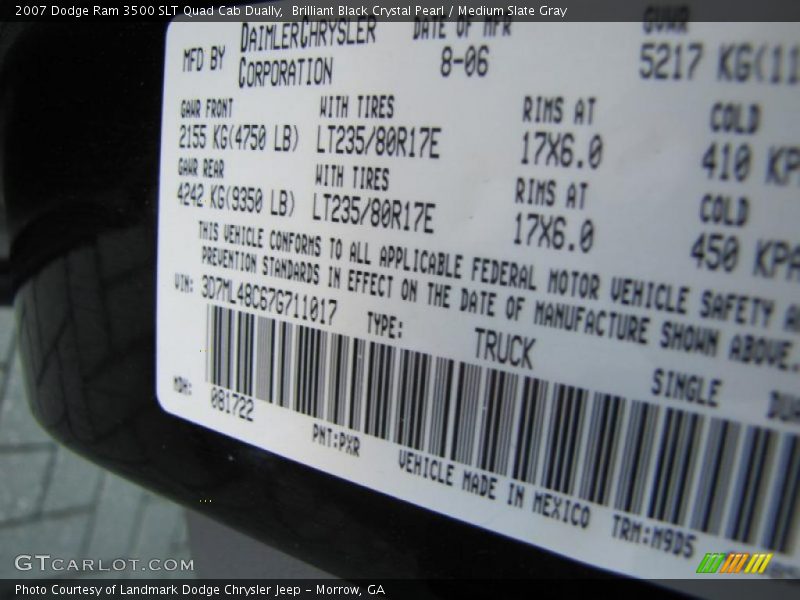 2007 Dodge Ram 3500 SLT Quad Cab Dually,  Brilliant Black Crystal Pearl / Medium Slate Gray
MFD BY DAIMLERCHRYSLER CORPORATION DATE OF MFR 8-06 GVWR 5217 KG(11
GAWR FRONT WITH TIRES RIMS AT COLD
2155 KG(4750 LB) LT235/80R17E 17X6.0 410 KPA
GAWR REAR WITH TIRES RIMS AT COLD
4242 KG(9350 LB) LT235/80R17E 17X6.0 450 KPA
THIS VEHICLE CONFORMS TO ALL APPLICABLE FEDERAL MOTOR VEHICLE SAFETY
PREVENTION STANDARDS IN EFFECT ON THE DATE OF MANUFACTURE SHOWN ABOVE.
VIN: 3D7ML48C67G711017 TYPE: TRUCK SINGLE
MDH: 081722 PNT:PXR VEHICLE MADE IN MEXICO TRM:M9D5
GTCARLOT.COM
Photo Courtesy of Landmark Dodge Chrysler Jeep - Morrow, GA